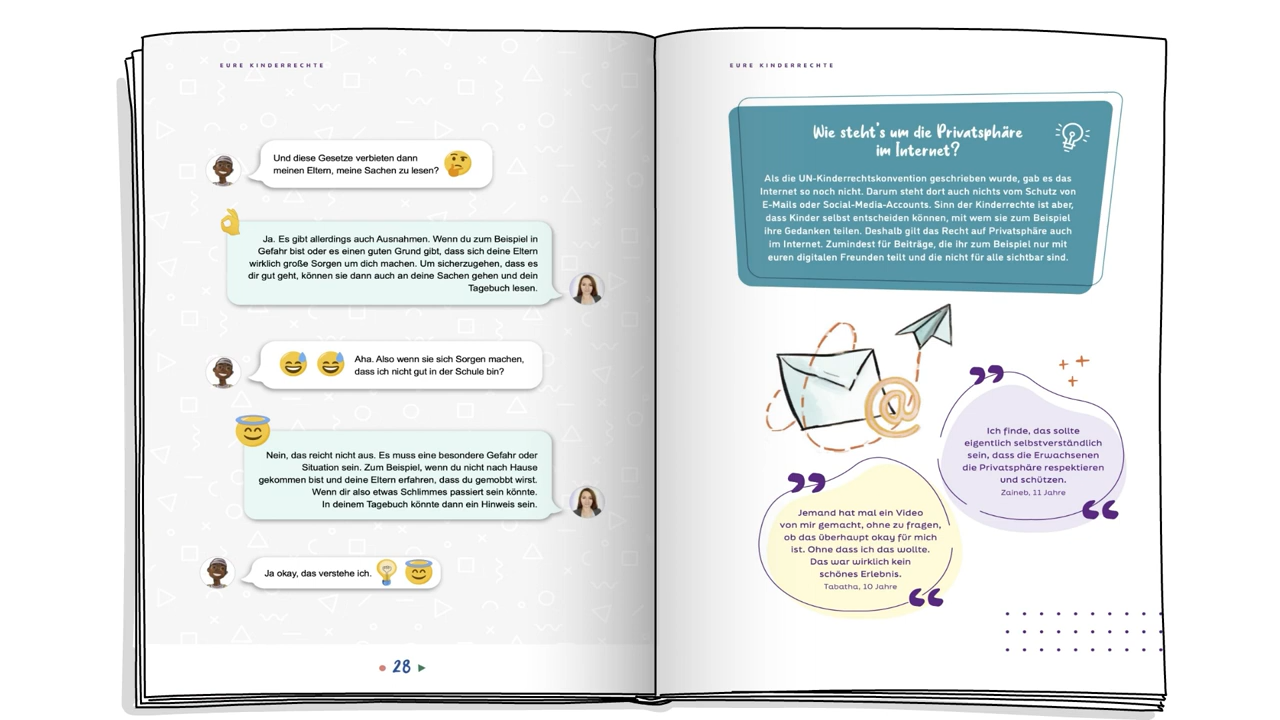 EURE KINDERRECHTE
Und diese Gesetze verbieten dann
meinen Eltern, meine Sachen zu lesen?
Ja. Es gibt allerdings auch Ausnahmen. Wenn du zum Beispiel in
Gefahr bist oder es einen guten Grund gibt, dass sich deine Eltern
wirklich große Sorgen um dich machen. Um sicherzugehen, dass es
dir gut geht, können sie dann auch an deine Sachen gehen und dein
Tagebuch lesen.
Aha. Also wenn sie sich Sorgen machen,
dass ich nicht gut in der Schule bin?
Nein, das reicht nicht aus. Es muss eine besondere Gefahr oder
Situation sein. Zum Beispiel, wenn du nicht nach Hause
gekommen bist und deine Eltern erfahren, dass du gemobbt wirst.
Wenn dir also etwas Schlimmes passiert sein könnte.
In deinem Tagebuch könnte dann ein Hinweis sein.
Ja okay, das verstehe ich.
28
EURE KINDERRECHTE
Wie steht's um die Privatsphäre
im Internet?
Als die UN-Kinderrechtskonvention geschrieben wurde, gab es das
Internet so noch nicht. Darum steht dort auch nichts vom Schutz von
E-Mails oder Social-Media-Accounts. Sinn der Kinderrechte ist aber,
dass Kinder selbst entscheiden können, mit wem sie zum Beispiel
ihre Gedanken teilen. Deshalb gilt das Recht auf Privatsphäre auch
im Internet. Zumindest für Beiträge, die ihr zum Beispiel nur mit
euren digitalen Freunden teilt und die nicht für alle sichtbar sind.
@
„
Ich finde, das sollte
eigentlich selbstverständlich
sein, dass die Erwachsenen
die Privatsphäre respektieren
und schützen.
Zaineb, 11 Jahre
“
„
Jemand hat mal ein Video
von mir gemacht, ohne zu fragen,
ob das überhaupt okay für mich
ist. Ohne dass ich das wollte.
Das war wirklich kein
schönes Erlebnis.
Tabatha, 10 Jahre
“